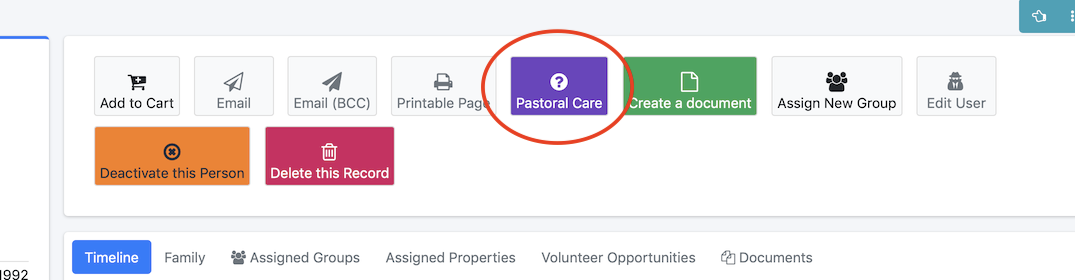 Add to Cart
Email
Email (BCC)
Printable Page
Pastoral Care
Create a document
Assign New Group
Edit User
Deactivate this Person
Delete this Record
Timeline
Family
Assigned Groups
Assigned Properties
Volunteer Opportunities
Documents
1992